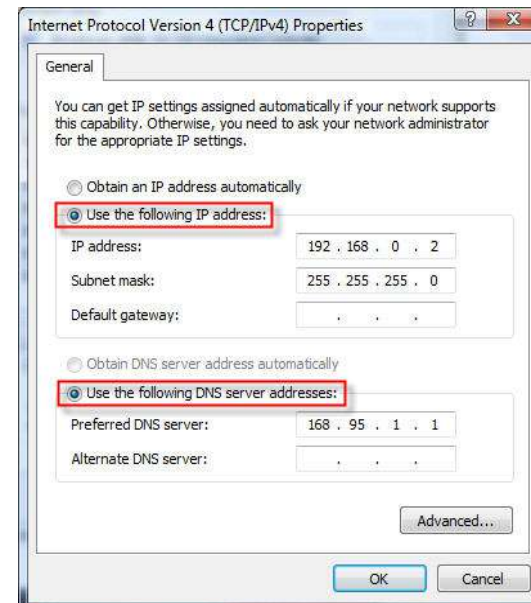 Internet Protocol Version 4 (TCP/IPv4) Properties
General
You can get IP settings assigned automatically if your network supports
this capability. Otherwise, you need to ask your network administrator
for the appropriate IP settings.
Obtain an IP address automatically
Use the following IP address:
IP address: 192 . 168 . 0 . 2
Subnet mask: 255 . 255 . 255 . 0
Default gateway: . . .
Obtain DNS server address automatically
Use the following DNS server addresses:
Preferred DNS server: 168 . 95 . 1 . 1
Alternate DNS server: . . .
Advanced...
OK Cancel